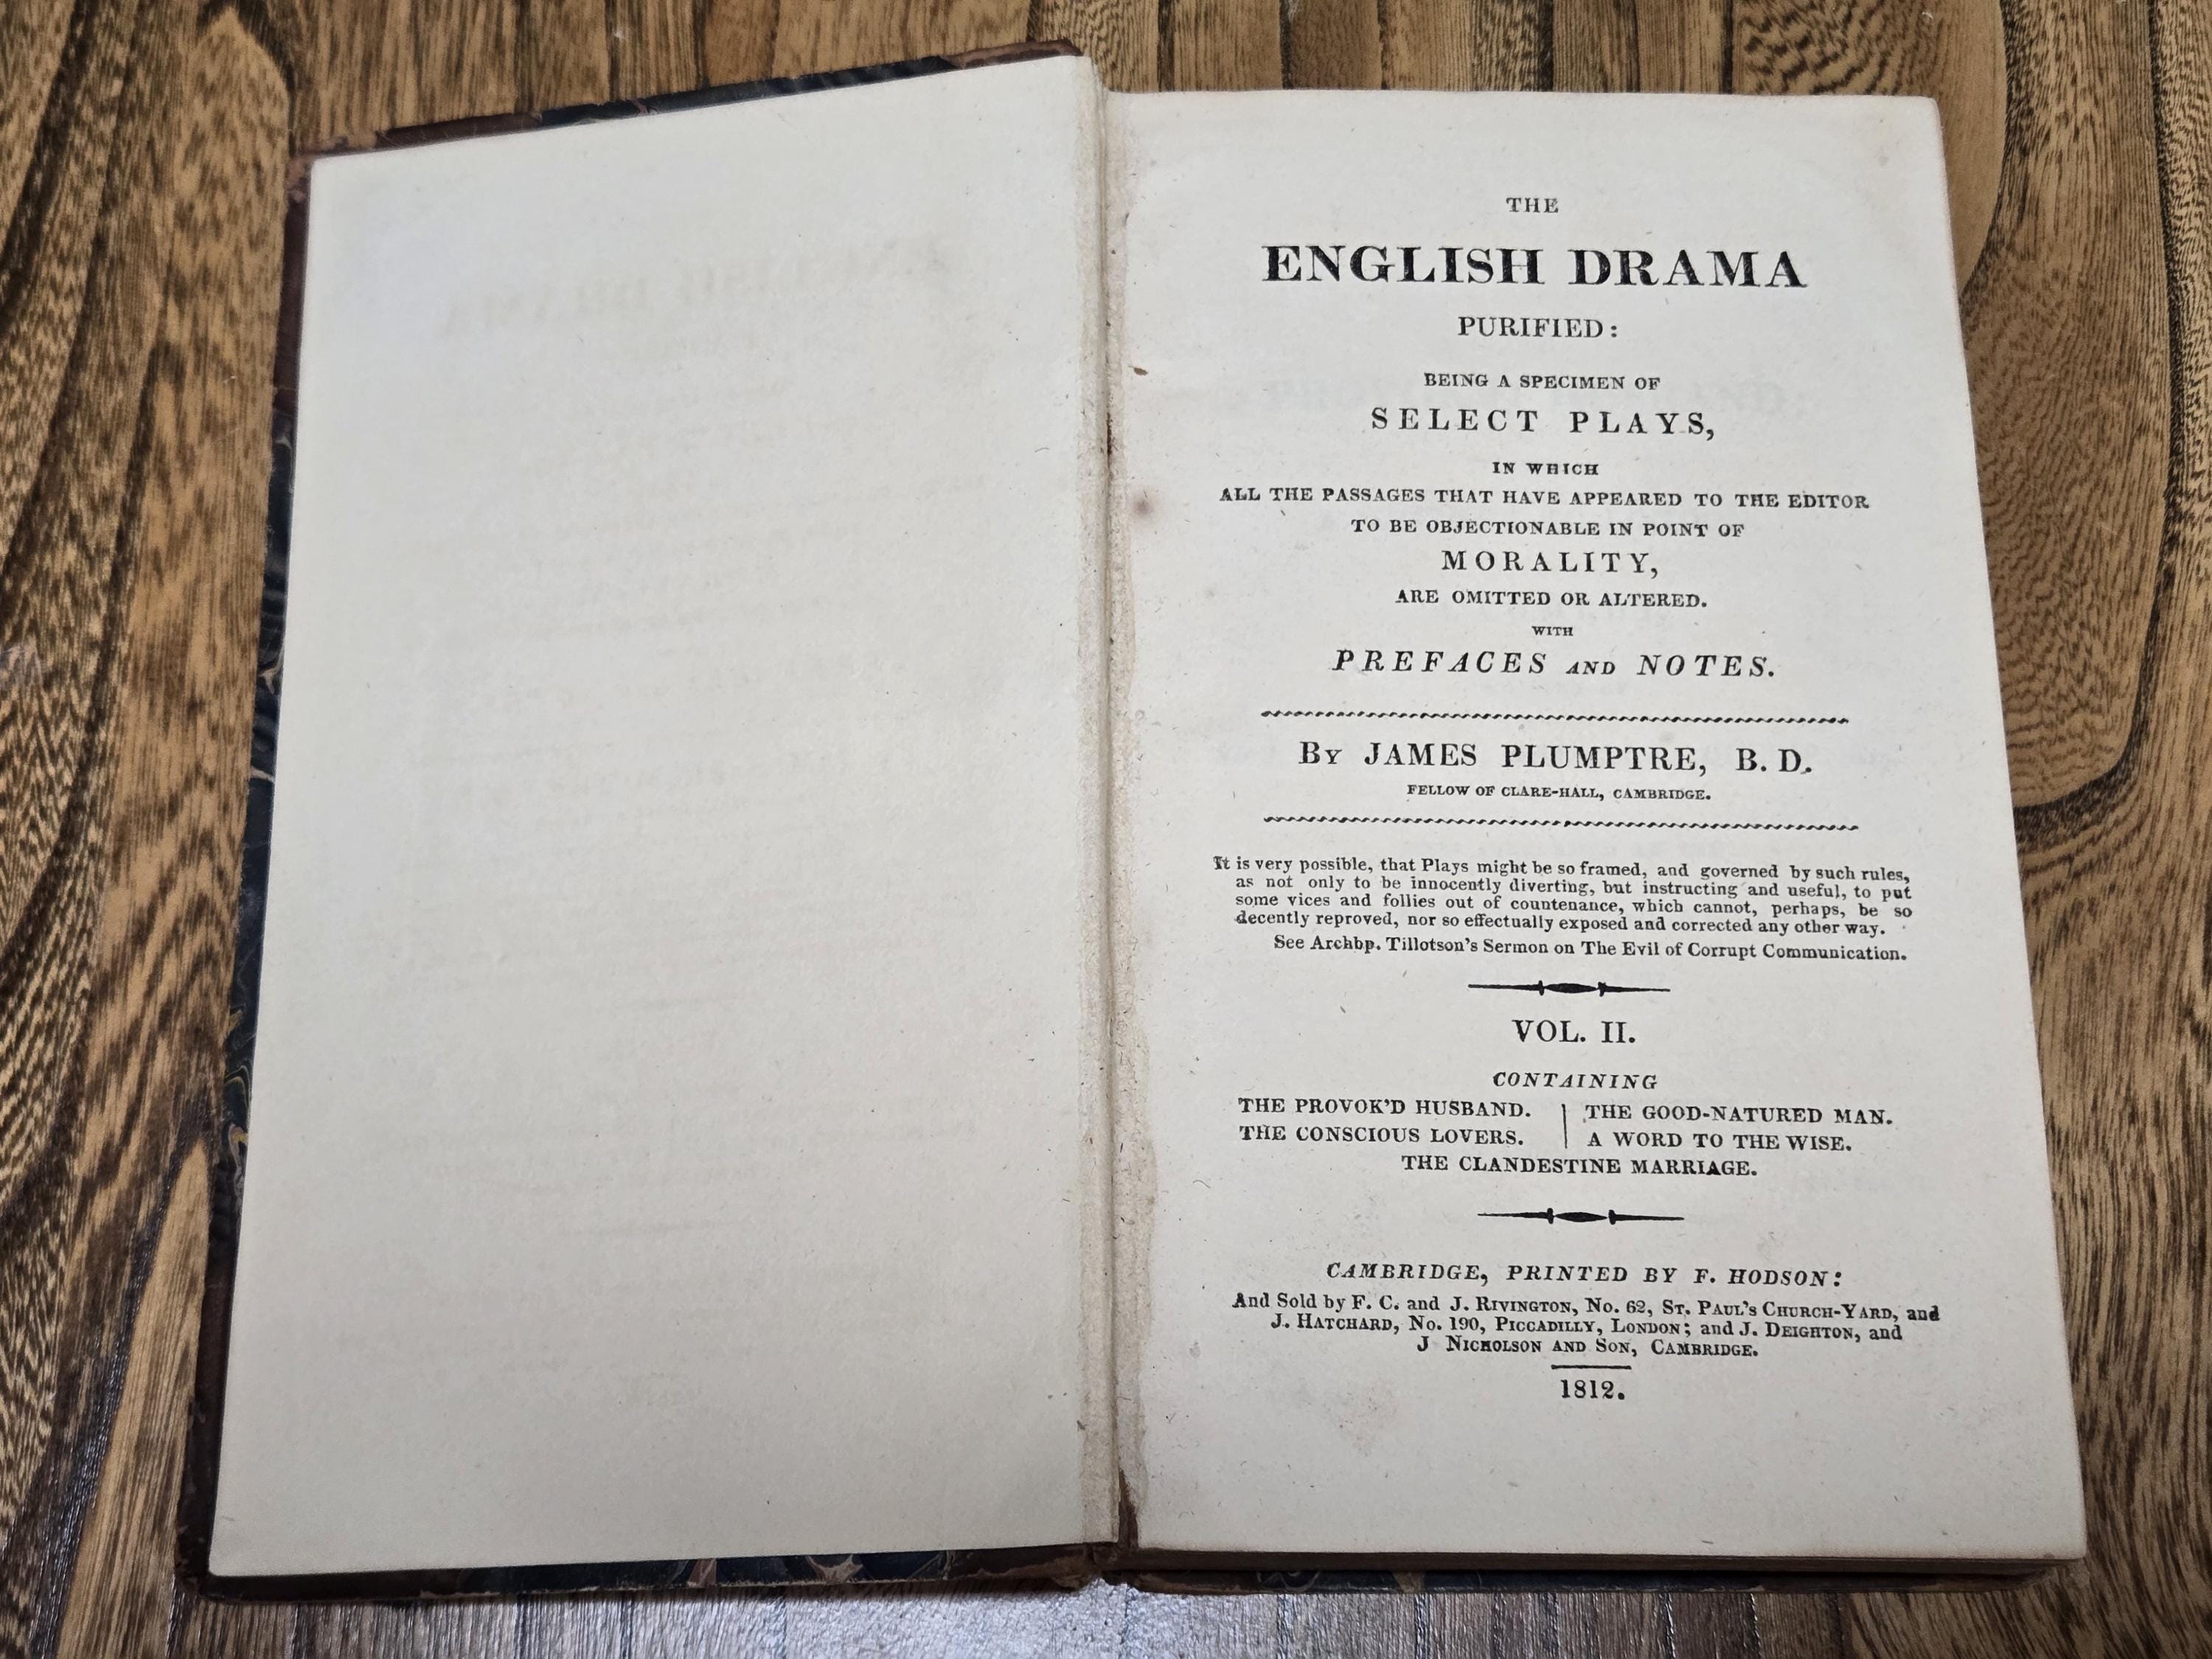 THE
ENGLISH DRAMA
PURIFIED:
BEING A SPECIMEN OF
SELECT PLAYS,
IN WHICH
ALL THE PASSAGES THAT HAVE APPEARED TO THE EDITOR
TO BE OBJECTIONABLE IN POINT OF
MORALITY,
ARE OMITTED OR ALTERED.
WITH
PREFACES AND NOTES.
By JAMES PLUMPTRE, B. D.
FELLOW OF CLARE-HALL, CAMBRIDGE.
It is very possible, that Plays might be so framed, and governed by such rules,
as not only to be innocently diverting, but instructing and useful, to put
some vices and follies out of countenance, which cannot, perhaps, be so
decently reproved, nor so effectually exposed and corrected any other way.
See Archbp. Tillotson's Sermon on The Evil of Corrupt Communication.
VOL. II.
CONTAINING
THE PROVOK'D HUSBAND. | THE GOOD-NATURED MAN.
THE CONSCIOUS LOVERS. | A WORD TO THE WISE.
THE CLANDESTINE MARRIAGE.
CAMBRIDGE, PRINTED BY F. HODSON:
And Sold by F. C. and J. RIVINGTON, No. 62, ST. PAUL'S CHURCH-YARD, and
J. HATCHARD, No. 190, PICCADILLY, LONDON; and J. DEIGHTON, and
J NICHOLSON AND SON, CAMBRIDGE.
1812.